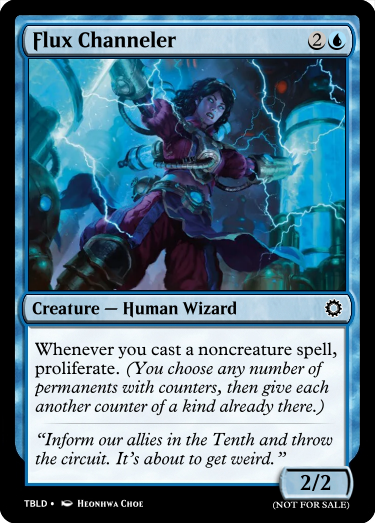 Flux Channeler 2
Creature — Human Wizard
Whenever you cast a noncreature spell,
proliferate. (You choose any number of
permanents with counters, then give each
another counter of a kind already there.)
“Inform our allies in the Tenth and throw
the circuit. It’s about to get weird.”
2/2
TBLD • Heonhwa Choe
(NOT FOR SALE)